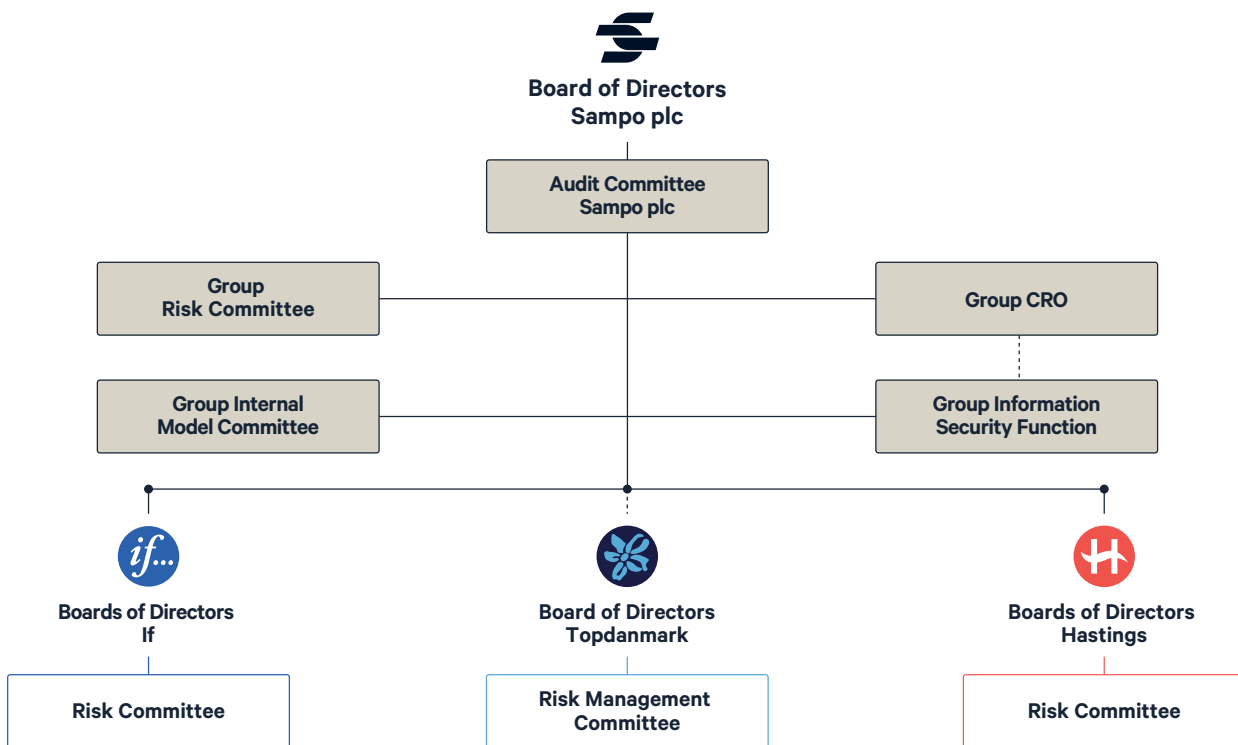 Board of Directors
Sampo plc
Audit Committee
Sampo plc
Group
Risk Committee
Group CRO
Group Internal
Model Committee
Group Information
Security Function
if...
H
Boards of Directors
If
Board of Directors
Topdanmark
Boards of Directors
Hastings
Risk Committee
Risk Management
Committee
Risk Committee